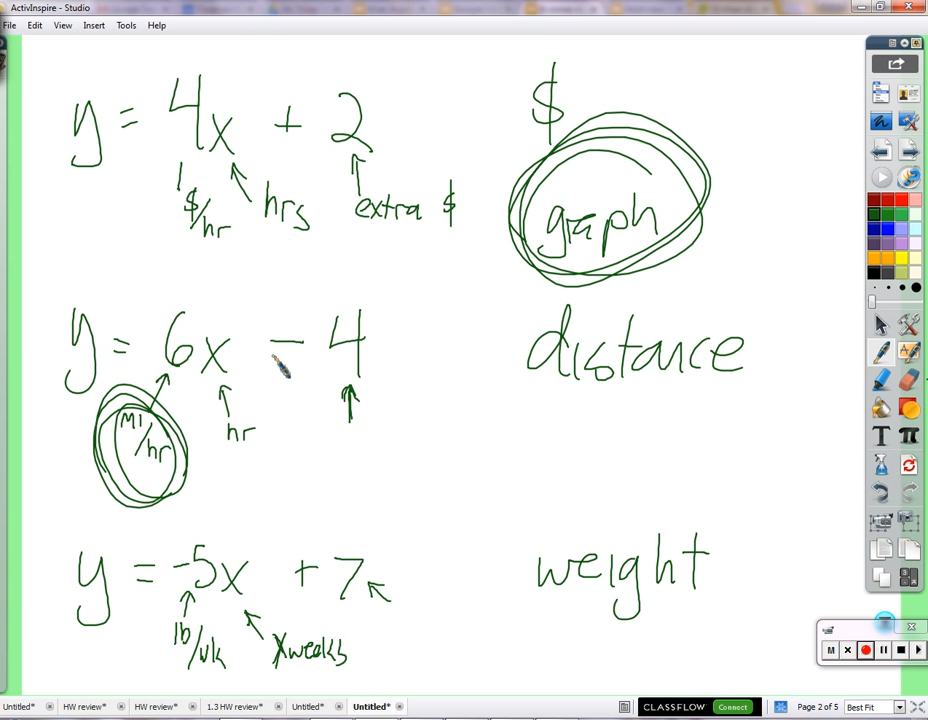 ActivInspire - Studio
File Edit View Insert Tools Help
y = 4x + 2
$
$/hr
hrs
extra $
graph
y = 6x - 4
distance
MI/hr
hr
y = -5x + 7
weight
lb/wk
x weeks
M
Untitled* HW review* HW review* 1.3 HW review* Untitled* Untitled*
CLASSFLOW Connect
Page 2 of 5
Best Fit